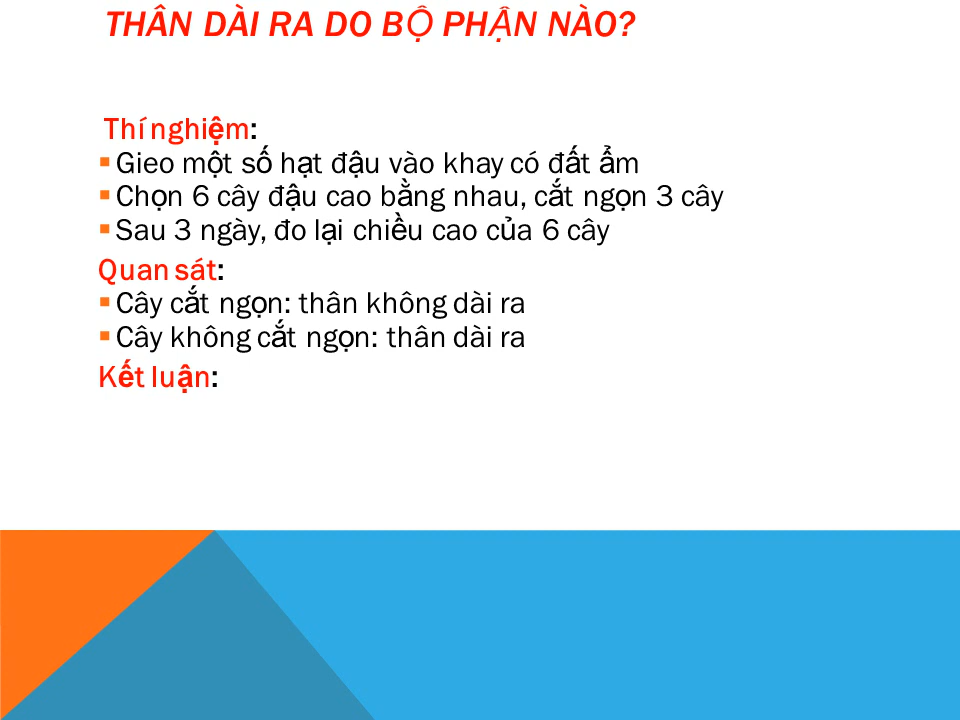 THÂN DÀI RA DO BỘ PHẬN NÀO?
Thí nghiệm:
▪ Gieo một số hạt đậu vào khay có đất ẩm
▪ Chọn 6 cây đậu cao bằng nhau, cắt ngọn 3 cây
▪ Sau 3 ngày, đo lại chiều cao của 6 cây
Quan sát:
▪ Cây cắt ngọn: thân không dài ra
▪ Cây không cắt ngọn: thân dài ra
Kết luận: